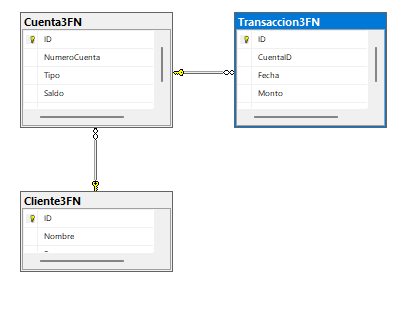 Cuenta3FN
ID
NumeroCuenta
Tipo
Saldo
Transaccion3FN
ID
CuentaID
Fecha
Monto
Cliente3FN
ID
Nombre